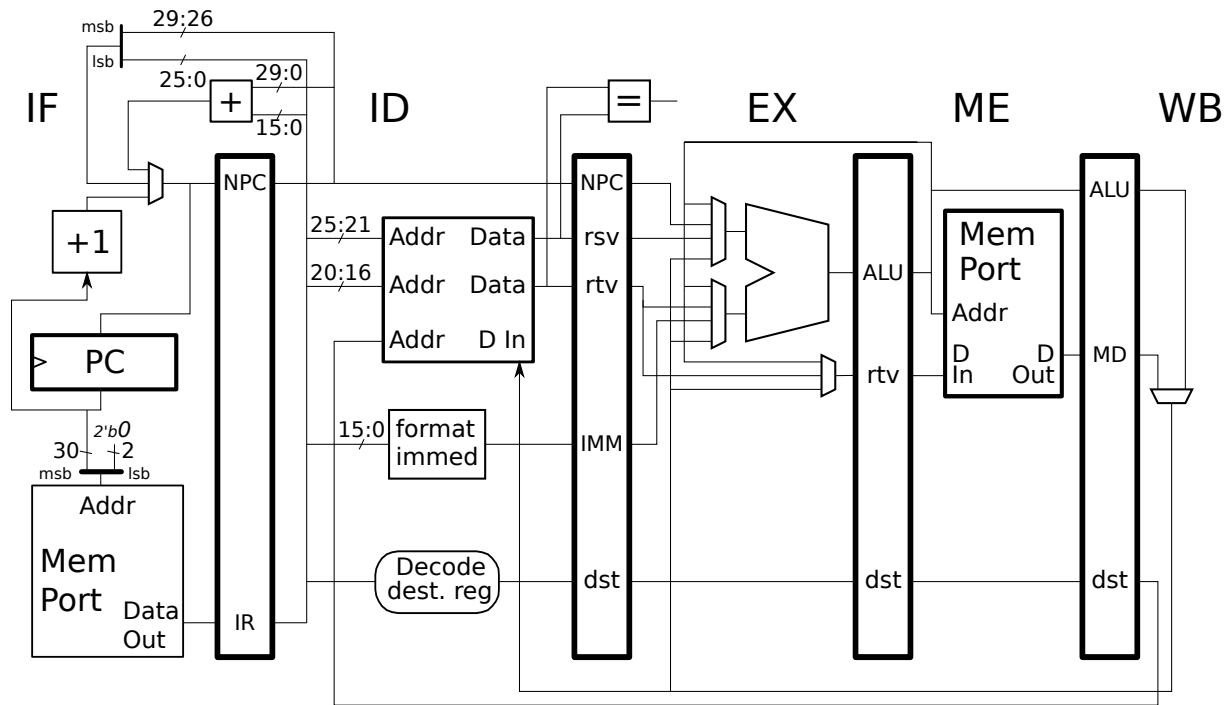 29:26
msb
lsb
25:0
29:0
+
15:0
=
IF
ID
EX
ME
WB
NPC
NPC
ALU
+1
25:21
Addr
Data
rsv
20:16
Addr
Data
rtv
Addr
D In
ALU
Mem
Port
Addr
PC
D
In
D
Out
MD
rtv
2'b0
30
2
msb
lsb
15:0
format
immed
IMM
Addr
Mem
Port
Data
Out
IR
Decode
dest. reg
dst
dst
dst